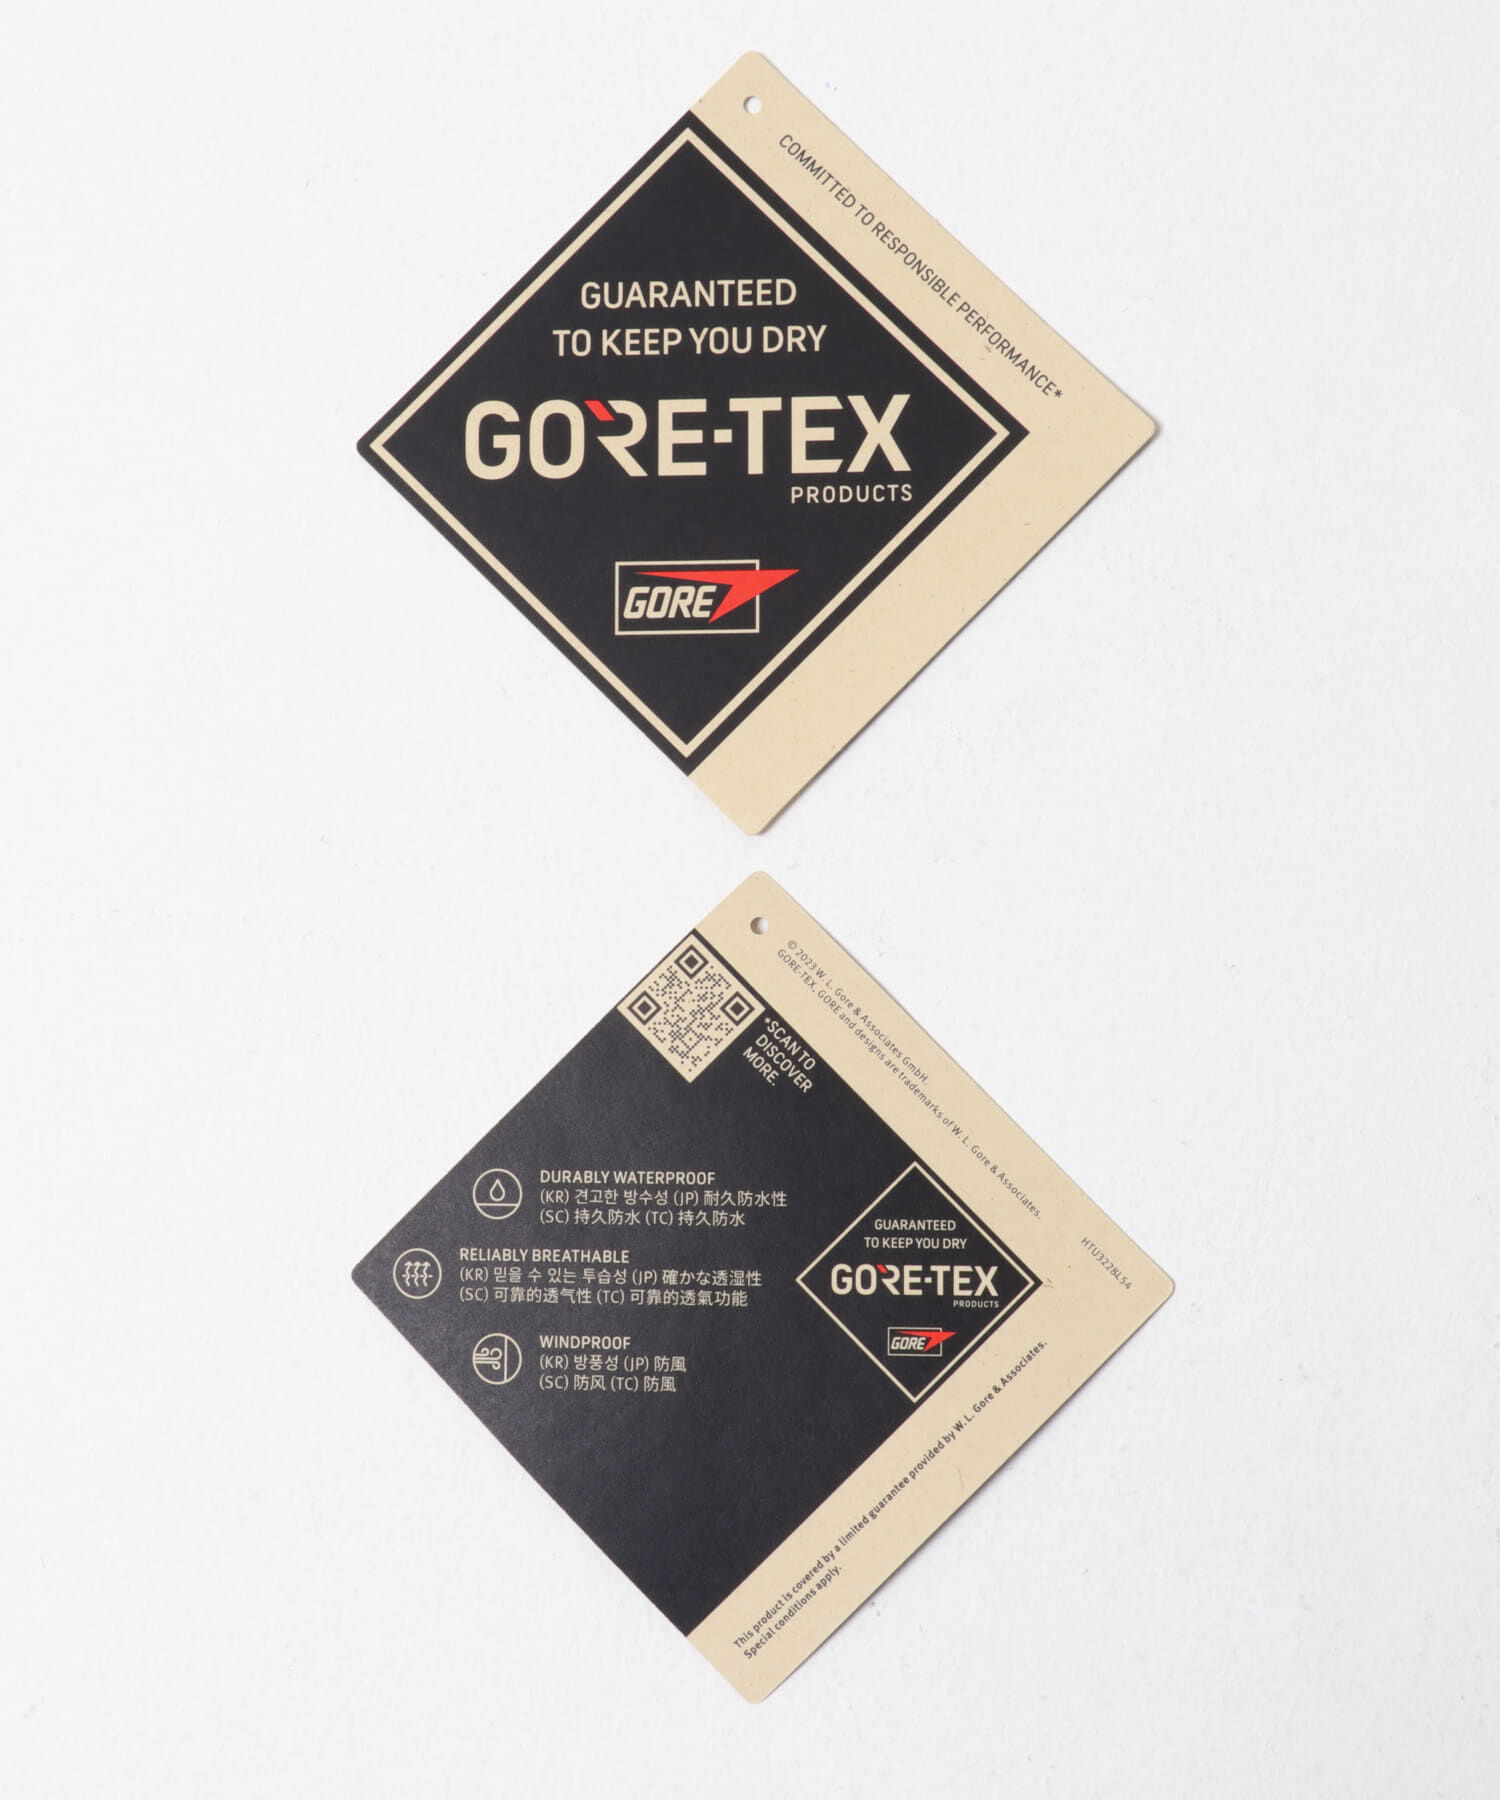 COMMITTED TO RESPONSIBLE PERFORMANCE*
GUARANTEED
TO KEEP YOU DRY
GORE-TEX
PRODUCTS
GORE
© 2023 W. L. Gore & Associates GmbH.
GORE-TEX, GORE and designs are trademarks of W. L. Gore & Associates.
*SCAN TO
DISCOVER
MORE.
DURABLY WATERPROOF
(KR) 견고한 방수성 (JP) 耐久防水性
(SC) 持久防水 (TC) 持久防水
RELIABLY BREATHABLE
(KR) 믿을 수 있는 투습성 (JP) 確かな透湿性
(SC) 可靠的透气性 (TC) 可靠的透氣功能
WINDPROOF
(KR) 방풍성 (JP) 防風
(SC) 防风 (TC) 防風
GUARANTEED
TO KEEP YOU DRY
GORE-TEX
PRODUCTS
GORE
HTU3228LS4
This product is covered by a limited guarantee provided by W. L. Gore & Associates.
Special conditions apply.